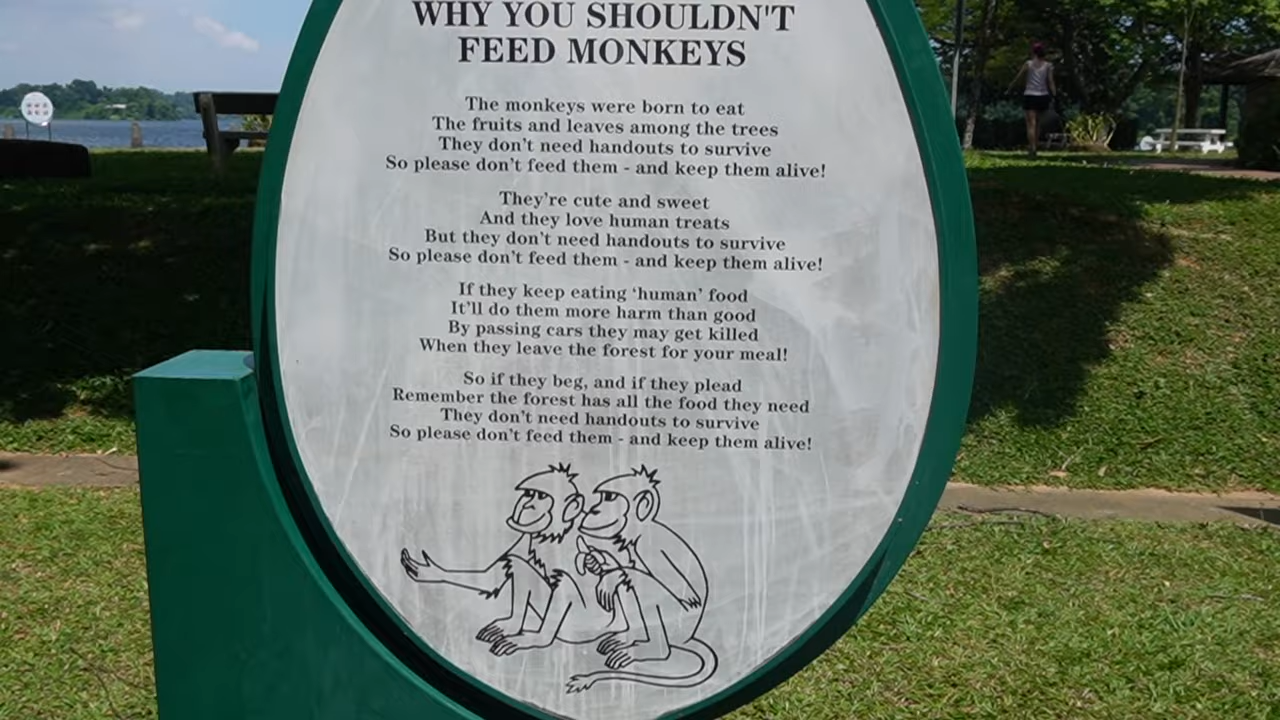 WHY YOU SHOULDN'T
FEED MONKEYS
The monkeys were born to eat
The fruits and leaves among the trees
They don't need handouts to survive
So please don't feed them - and keep them alive!
They're cute and sweet
And they love human treats
But they don't need handouts to survive
So please don't feed them - and keep them alive!
If they keep eating 'human' food
It'll do them more harm than good
By passing cars they may get killed
When they leave the forest for your meal!
So if they beg, and if they plead
Remember the forest has all the food they need
They don't need handouts to survive
So please don't feed them - and keep them alive!